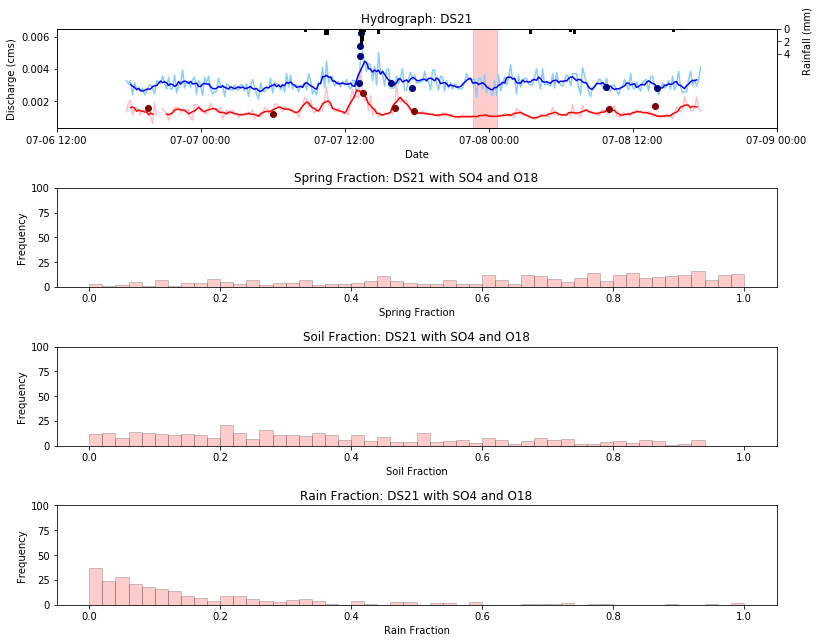 Hydrograph: DS21
0.006
0.004
0.002
Discharge (cms)
0
2
4
Rainfall (mm)
07-06 12:00 07-07 00:00 07-07 12:00 07-08 00:00 07-08 12:00 07-09 00:00
Date
Spring Fraction: DS21 with SO4 and O18
100
75
50
25
0
Frequency
0.0 0.2 0.4 0.6 0.8 1.0
Spring Fraction
Soil Fraction: DS21 with SO4 and O18
100
75
50
25
0
Frequency
0.0 0.2 0.4 0.6 0.8 1.0
Soil Fraction
Rain Fraction: DS21 with SO4 and O18
100
75
50
25
0
Frequency
0.0 0.2 0.4 0.6 0.8 1.0
Rain Fraction